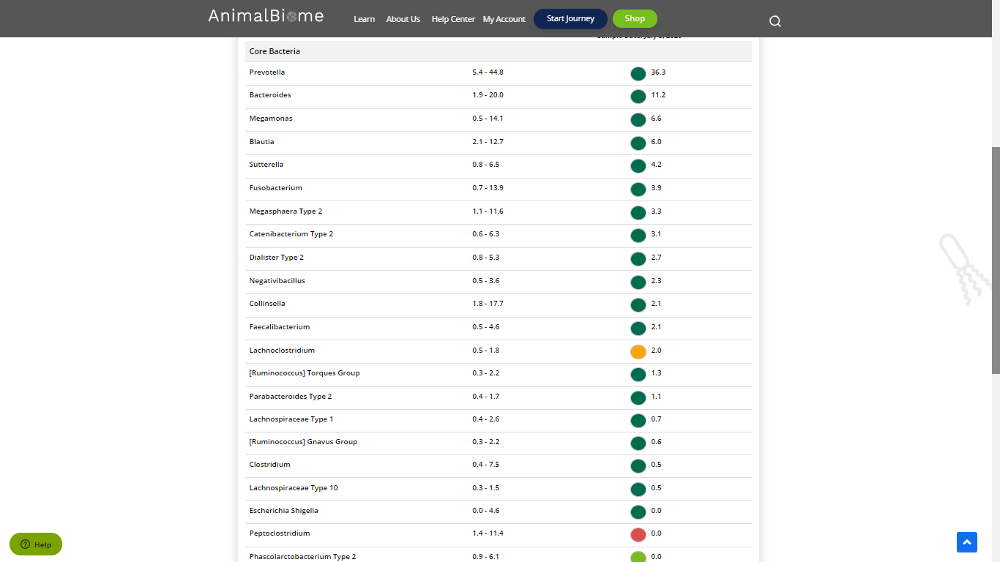 AnimalBiome
Learn About Us Help Center My Account Start Journey Shop
Core Bacteria
Prevotella 5.4 - 44.8 36.3
Bacteroides 1.9 - 20.0 11.2
Megamonas 0.5 - 14.1 6.6
Blautia 2.1 - 12.7 6.0
Sutterella 0.8 - 6.5 4.2
Fusobacterium 0.7 - 13.9 3.9
Megasphaera Type 2 1.1 - 11.6 3.3
Catenibacterium Type 2 0.6 - 6.3 3.1
Dialister Type 2 0.8 - 5.3 2.7
Negativibacillus 0.5 - 3.6 2.3
Collinsella 1.8 - 17.7 2.1
Faecalibacterium 0.5 - 4.6 2.1
Lachnoclostridium 0.5 - 1.8 2.0
[Ruminococcus] Torques Group 0.3 - 2.2 1.3
Parabacteroides Type 2 0.4 - 1.7 1.1
Lachnospiraceae Type 1 0.4 - 2.6 0.7
[Ruminococcus] Gnavus Group 0.3 - 2.2 0.6
Clostridium 0.4 - 7.5 0.5
Lachnospiraceae Type 10 0.3 - 1.5 0.5
Escherichia Shigella 0.0 - 4.6 0.0
Peptoclostridium 1.4 - 11.4 0.0
Phascolarctobacterium Type 2 0.9 - 6.1 0.0
Help